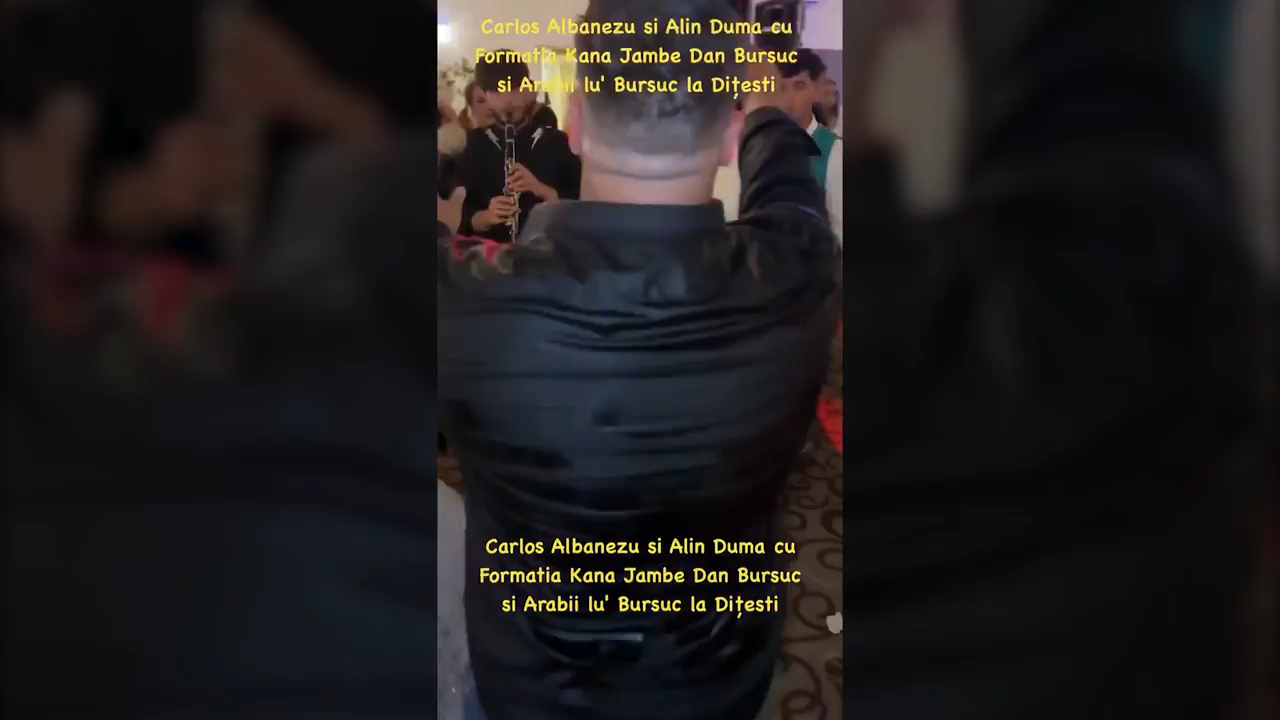 Carlos Albanezu si Alin Duma cu
Formatia Kana Jambe Dan Bursuc
si Arabii lu' Bursuc la Dițesti
Carlos Albanezu si Alin Duma cu
Formatia Kana Jambe Dan Bursuc
si Arabii lu' Bursuc la Dițesti